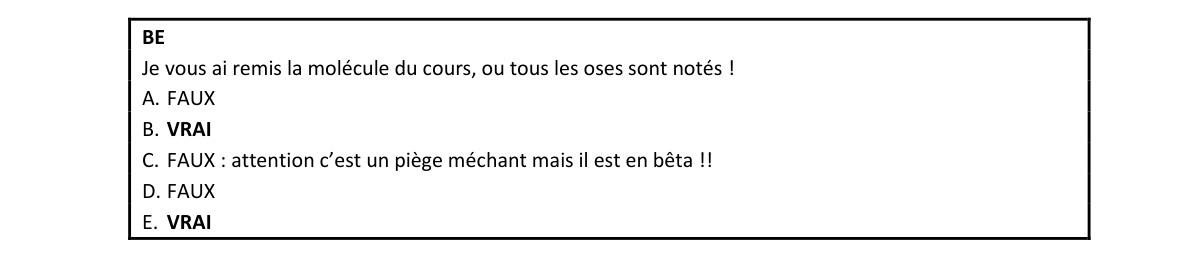 BE
Je vous ai remis la molécule du cours, ou tous les oses sont notés !
A. FAUX
B. VRAI
C. FAUX : attention c’est un piège méchant mais il est en bêta !!
D. FAUX
E. VRAI